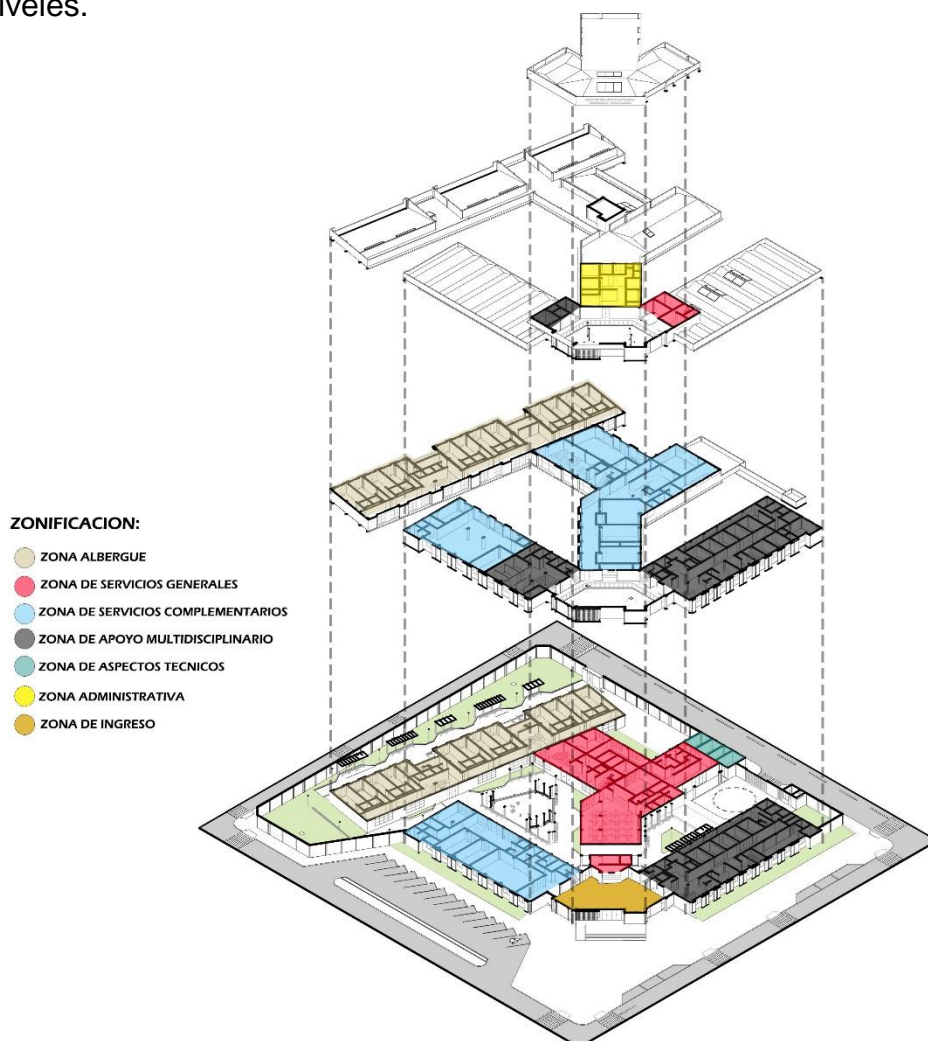 iveles.
ZONIFICACION:
ZONA ALBERGUE
ZONA DE SERVICIOS GENERALES
ZONA DE SERVICIOS COMPLEMENTARIOS
ZONA DE APOYO MULTIDISCIPLINARIO
ZONA DE ASPECTOS TECNICOS
ZONA ADMINISTRATIVA
ZONA DE INGRESO